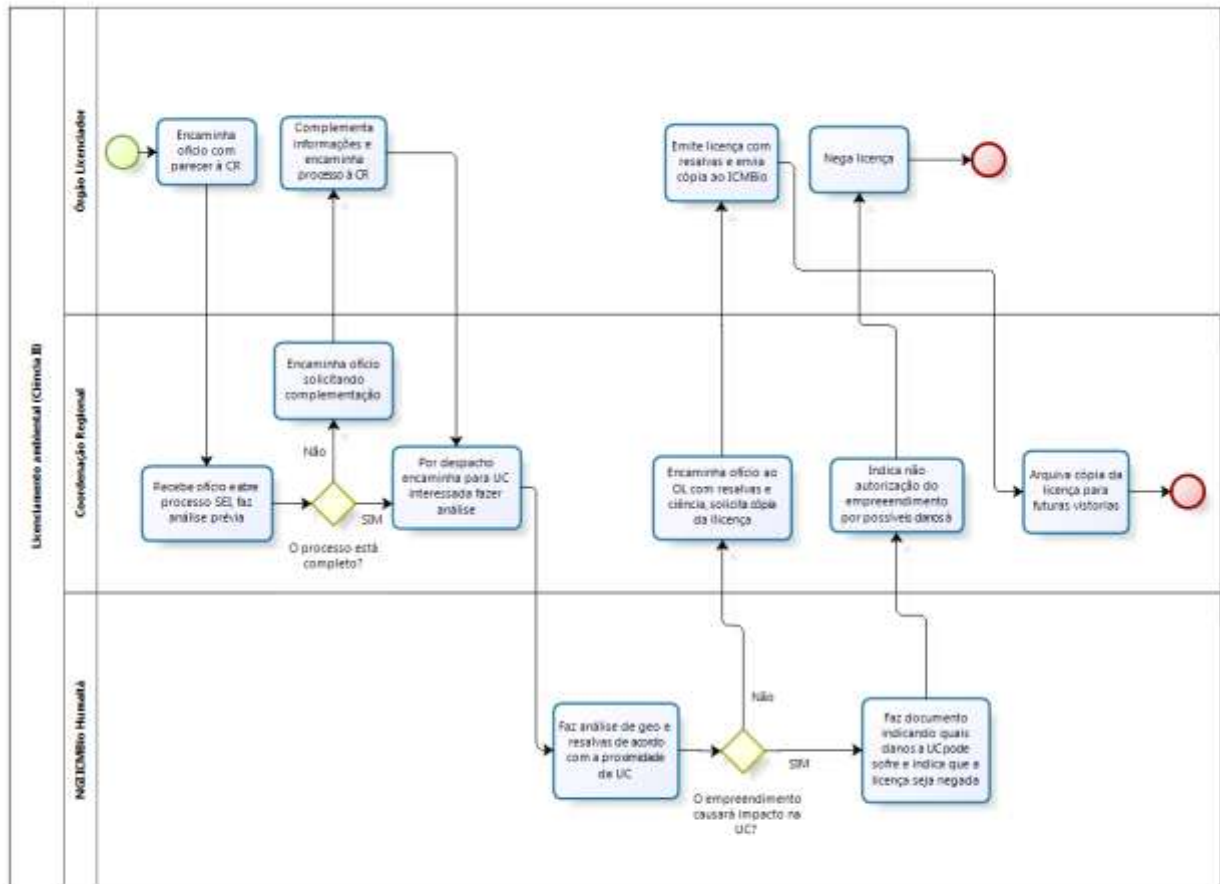 Licenciamento ambiental (Ciência III)
Órgão Licenciador
Encaminha
ofício com
parecer à CR
Complementa
informações e
encaminha
processo à CR
Emite licença com
resalvas e envia
cópia ao ICMBio
Nega licença
Coordenação Regional
Encaminha ofício
solicitando
complementação
Não
Recebe ofício eabre
processo SEI, faz
análise prévia
SIM
O processo está
completo?
Por despacho
encaminha para UC
interessada fazer
análise
Encaminha ofício ao
OL com resalvas e
ciência, solicita cópia
da llicença
Indica não
autorização do
empreeendimento
por possíveis danos à
Arquiva cópia da
licença para
futuras vistorias
NGI ICMBio Humaitá
Faz análise de geo e
resalvas de acordo
com a proximidade
da UC
Não
SIM
O empreendimento
causará impacto na
UC?
Faz documento
indicando quais
danos a UC pode
sofre e indica que a
licença seja negada